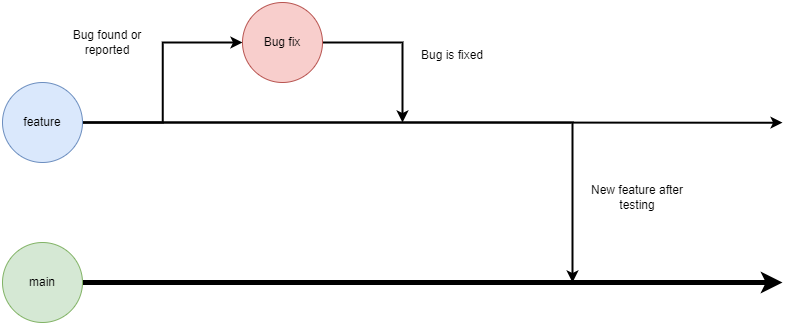 Bug found or
reported
Bug fix
Bug is fixed
feature
New feature after
testing
main